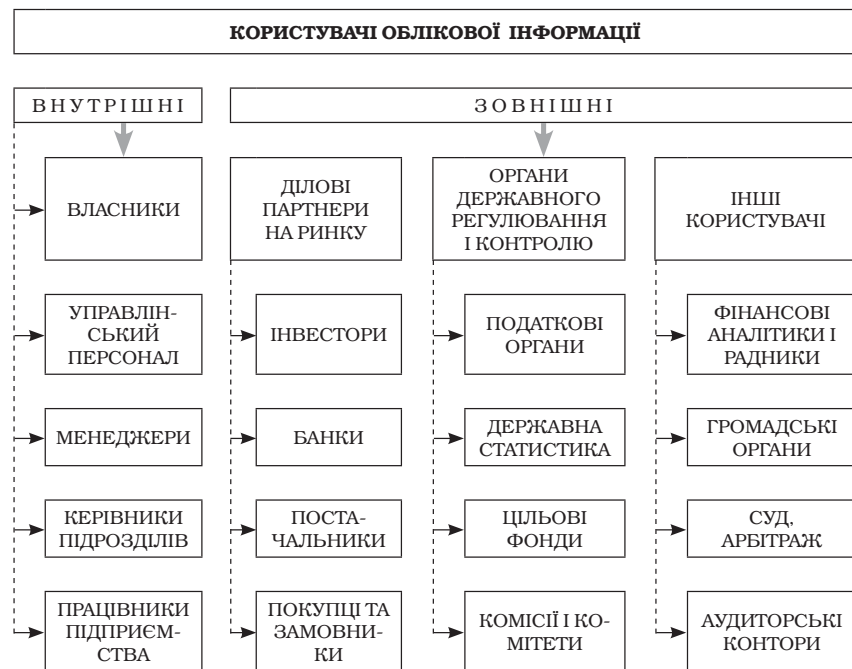 КОРИСТУВАЧІ ОБЛІКОВОЇ ІНФОРМАЦІЇ
ВНУТРІШНІ
ЗОВНІШНІ
ВЛАСНИКИ
ДІЛОВІ
ПАРТНЕРИ
НА РИНКУ
ОРГАНИ
ДЕРЖАВНОГО
РЕГУЛЮВАННЯ
І КОНТРОЛЮ
ІНШІ
КОРИСТУВАЧІ
УПРАВЛІН-
СЬКИЙ
ПЕРСОНАЛ
ІНВЕСТОРИ
ПОДАТКОВІ
ОРГАНИ
ФІНАНСОВІ
АНАЛІТИКИ І
РАДНИКИ
МЕНЕДЖЕРИ
БАНКИ
ДЕРЖАВНА
СТАТИСТИКА
ГРОМАДСЬКІ
ОРГАНИ
КЕРІВНИКИ
ПІДРОЗДІЛІВ
ПОСТА-
ЧАЛЬНИКИ
ЦІЛЬОВІ
ФОНДИ
СУД,
АРБІТРАЖ
ПРАЦІВНИКИ
ПІДПРИЄМ-
СТВА
ПОКУПЦІ ТА
ЗАМОВНИ-
КИ
КОМІСІЇ І КО-
МІТЕТИ
АУДИТОРСЬКІ
КОНТОРИ